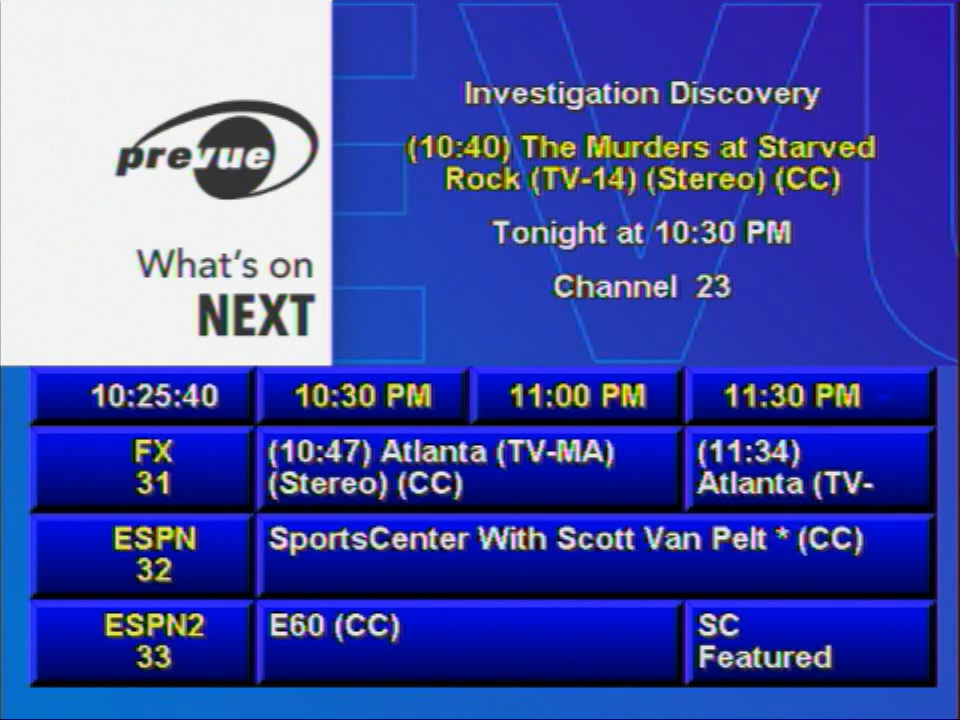 prevue
What's on
NEXT
Investigation Discovery
(10:40) The Murders at Starved
Rock (TV-14) (Stereo) (CC)
Tonight at 10:30 PM
Channel 23
10:25:40 10:30 PM 11:00 PM 11:30 PM
FX
31
(10:47) Atlanta (TV-MA)
(Stereo) (CC)
(11:34)
Atlanta (TV-
ESPN
32
SportsCenter With Scott Van Pelt * (CC)
ESPN2
33
E60 (CC)
SC
Featured